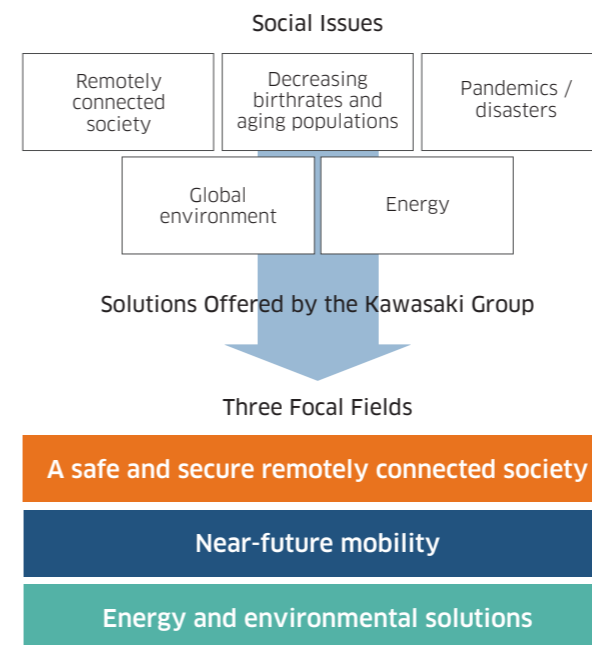 Social Issues
Remotely
connected
society
Decreasing
birthrates and
aging populations
Pandemics /
disasters
Global
environment
Energy
Solutions Offered by the Kawasaki Group
Three Focal Fields
A safe and secure remotely connected society
Near-future mobility
Energy and environmental solutions